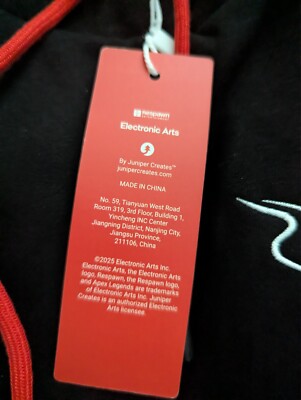 Respawn
Electronic Arts
By Juniper Creates™
junipercreates.com
MADE IN CHINA
No. 59, Tianyuan West Road
Room 319, 3rd Floor, Building 1,
Yincheng INC Center
Jiangning District, Nanjing City,
Jiangsu Province,
211106, China
©2025 Electronic Arts Inc.
Electronic Arts, the Electronic Arts
logo, Respawn, the Respawn logo,
and Apex Legends are trademarks
of Electronic Arts Inc. Juniper
Creates is an authorized Electronic
Arts licensee.